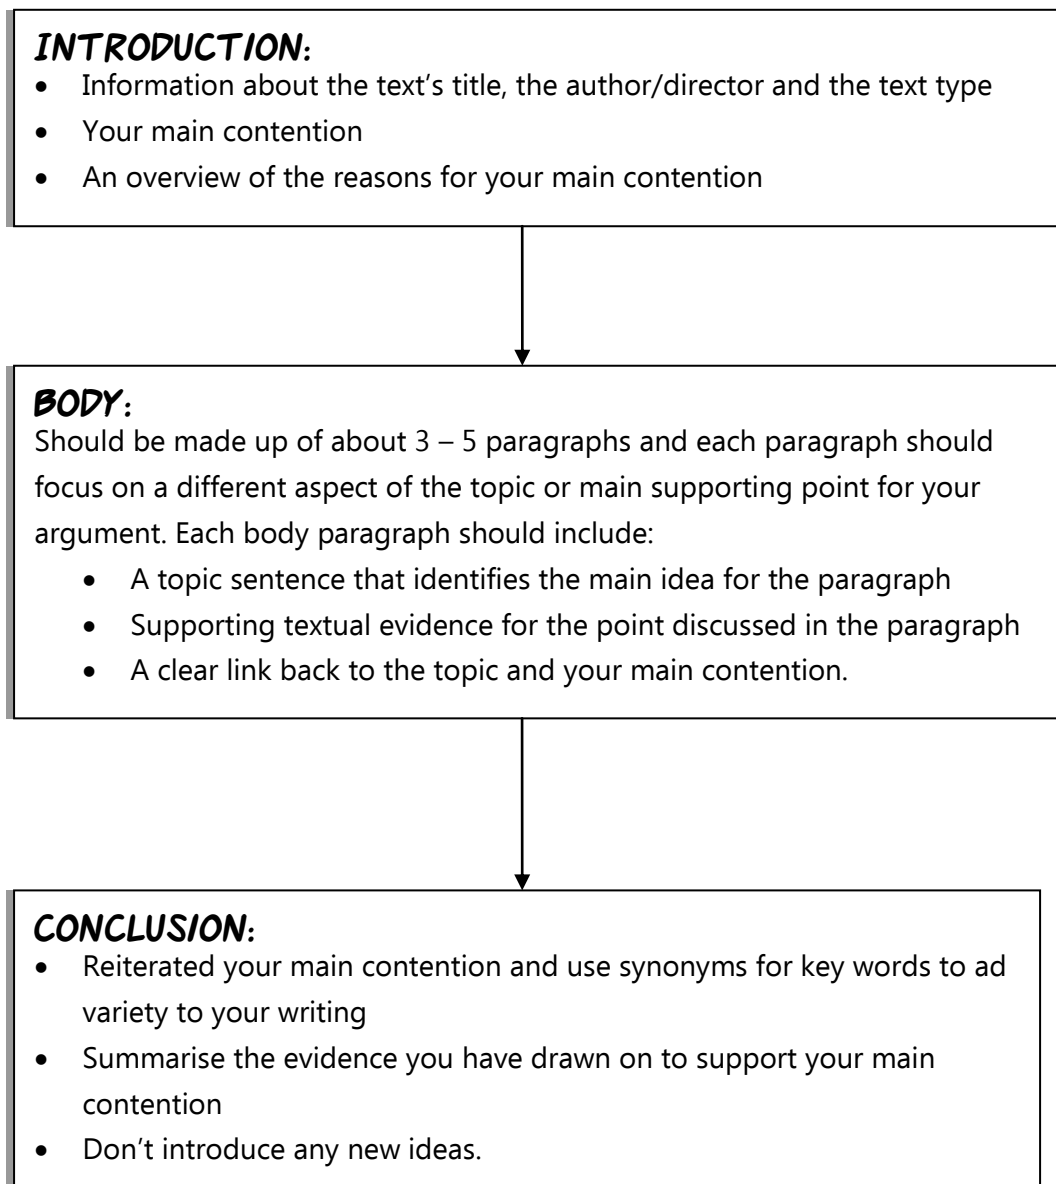 INTRODUCTION:
• Information about the text's title, the author/director and the text type
• Your main contention
• An overview of the reasons for your main contention
BODY:
Should be made up of about 3 – 5 paragraphs and each paragraph should
focus on a different aspect of the topic or main supporting point for your
argument. Each body paragraph should include:
• A topic sentence that identifies the main idea for the paragraph
• Supporting textual evidence for the point discussed in the paragraph
• A clear link back to the topic and your main contention.
CONCLUSION:
• Reiterated your main contention and use synonyms for key words to ad
variety to your writing
• Summarise the evidence you have drawn on to support your main
contention
• Don't introduce any new ideas.